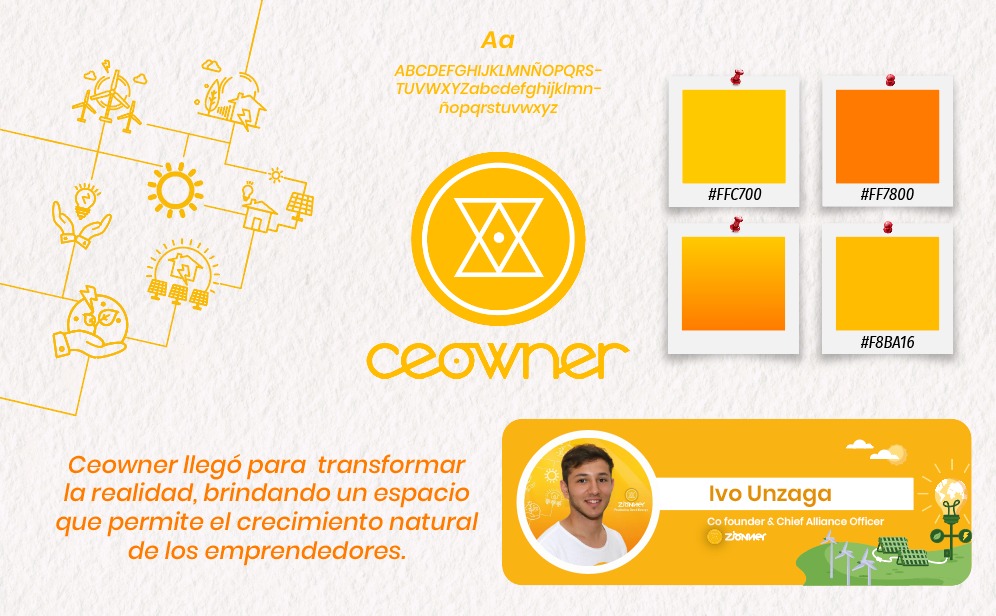 Aa
ABCDEFGHIJKLMNÑOPQRS-
TUVWXYZabcdefghijklmn-
ñopqrstuvwxyz
#FFC700
#FF7800
#F8BA16
ceowner
Ceowner llegó para transformar
la realidad, brindando un espacio
que permite el crecimiento natural
de los emprendedores.
Ivo Unzaga
Co founder & Chief Alliance Officer
zionner